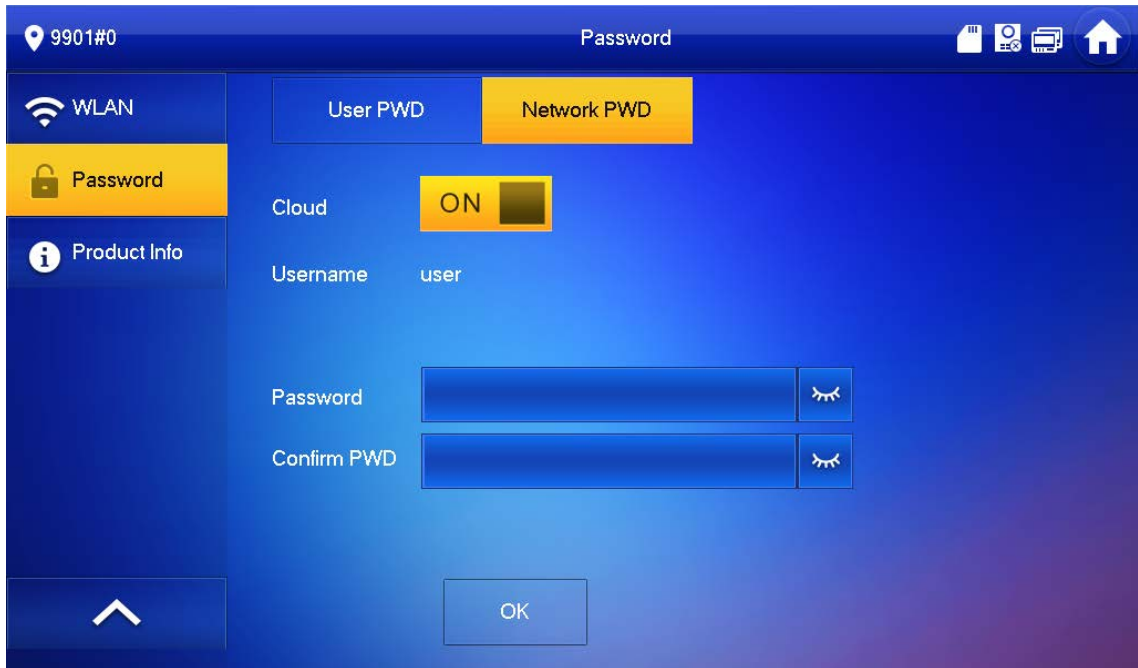 9901#0
Password
WLAN
Password
Product Info
User PWD
Network PWD
Cloud
ON
Username
user
Password
Confirm PWD
OK